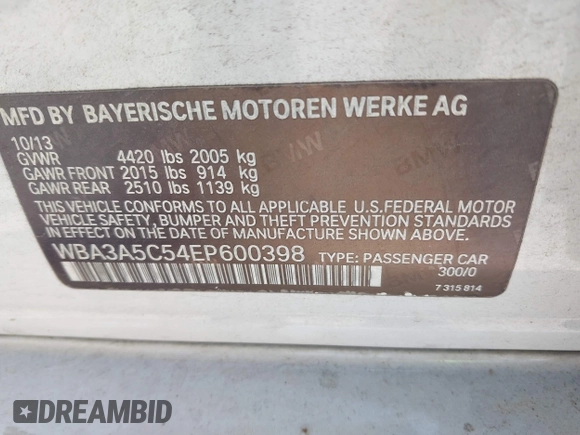 MFD BY BAYERISCHE MOTOREN WERKE AG
10/13
GVWR 4420 lbs 2005 kg
GAWR FRONT 2015 lbs 914 kg
GAWR REAR 2510 lbs 1139 kg
THIS VEHICLE CONFORMS TO ALL APPLICABLE U.S.FEDERAL MOTOR
VEHICLE SAFETY, BUMPER AND THEFT PREVENTION STANDARDS
IN EFFECT ON THE DATE OF MANUFACTURE SHOWN ABOVE.
WBA3A5C54EP600398 TYPE: PASSENGER CAR
300/0
7 315 814
DREAMBID